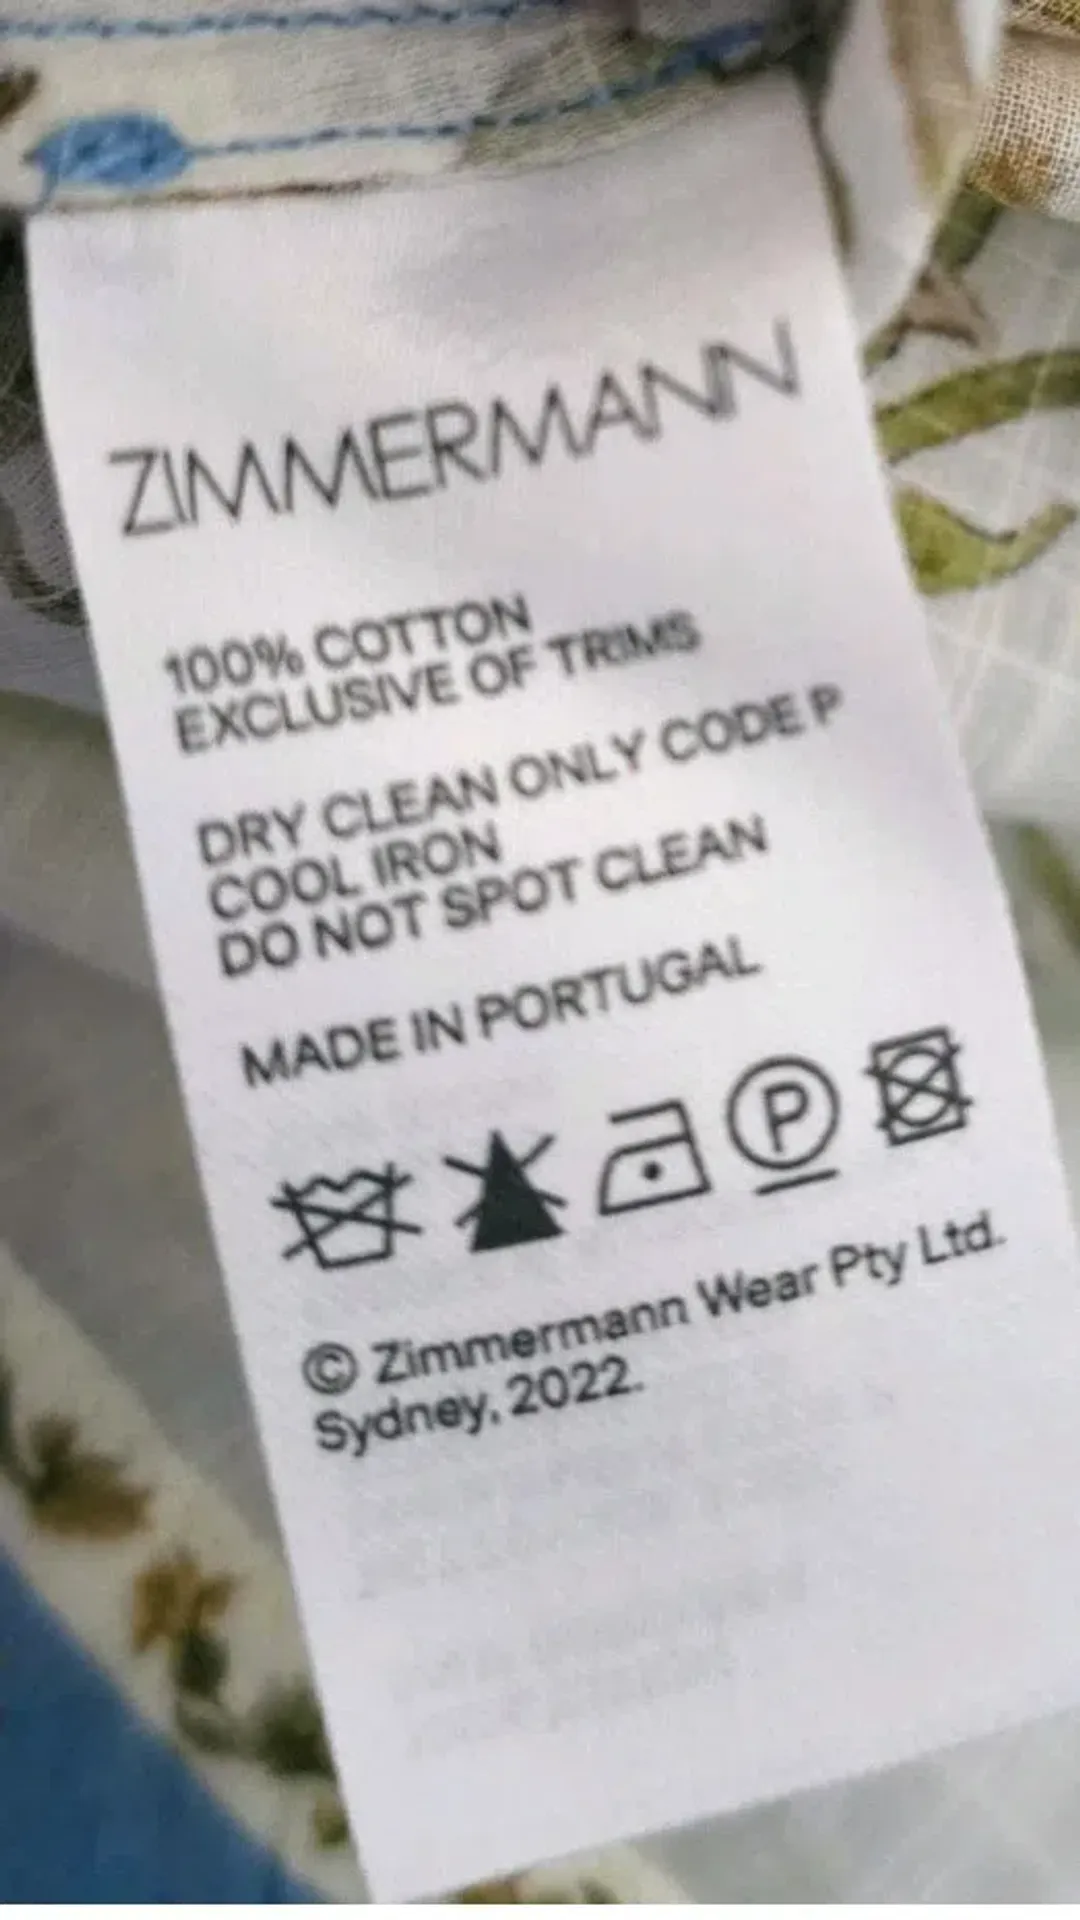 ZIMMERMANN
100% COTTON
EXCLUSIVE OF TRIMS
DRY CLEAN ONLY CODE P
COOL IRON
DO NOT SPOT CLEAN
MADE IN PORTUGAL
P
© Zimmermann Wear Pty Ltd.
Sydney, 2022.